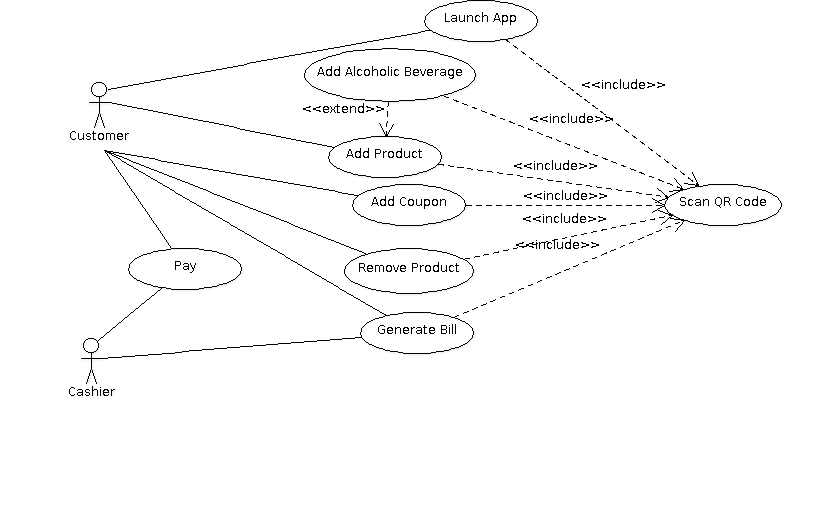 Launch App
Add Alcoholic Beverage
<<include>>
<<extend>>
<<include>>
Customer
Add Product
<<include>>
Add Coupon
<<include>>
Scan QR Code
<<include>>
<<include>>
Pay
Remove Product
Generate Bill
Cashier